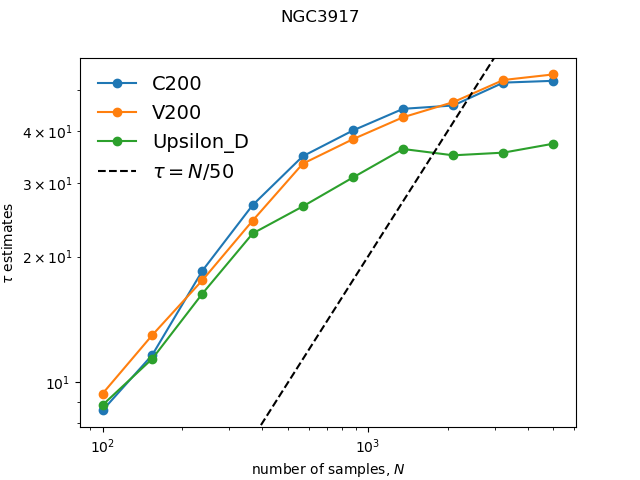 NGC3917
C200
V200
Upsilon_D
τ = N/50
4 × 10¹
3 × 10¹
2 × 10¹
10¹
τ estimates
10²
10³
number of samples, N